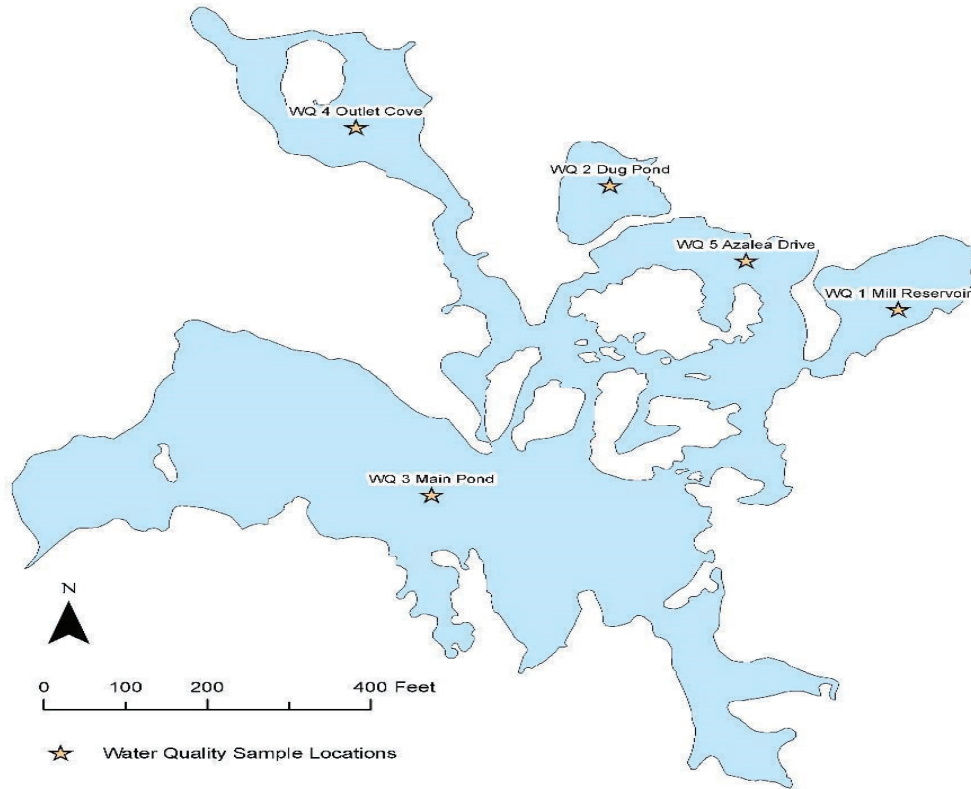 WQ 4 Outlet Cove
WQ 2 Dug Pond
WQ 5 Azalea Drive
WQ 1 Mill Reservoir
WQ 3 Main Pond
N
0 100 200 400 Feet
Water Quality Sample Locations